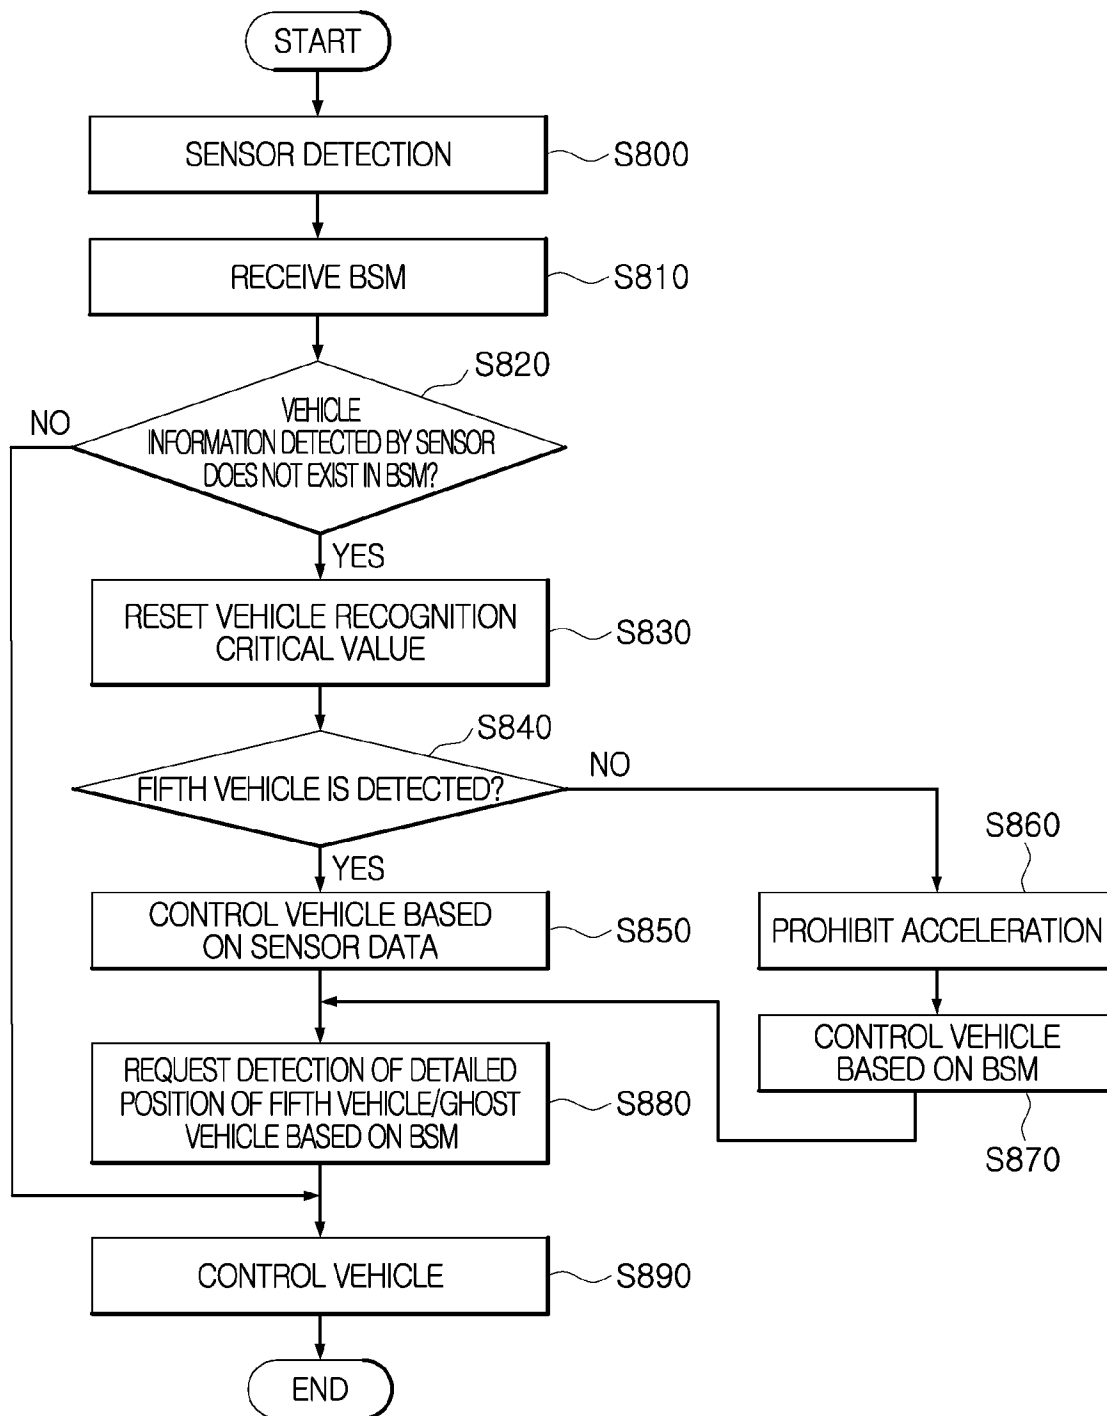 START
SENSOR DETECTION
S800
RECEIVE BSM
S810
S820
VEHICLE
INFORMATION DETECTED BY SENSOR
DOES NOT EXIST IN BSM?
NO
YES
RESET VEHICLE RECOGNITION
CRITICAL VALUE
S830
S840
FIFTH VEHICLE IS DETECTED?
NO
YES
S860
CONTROL VEHICLE BASED
ON SENSOR DATA
S850
PROHIBIT ACCELERATION
CONTROL VEHICLE
BASED ON BSM
S870
REQUEST DETECTION OF DETAILED
POSITION OF FIFTH VEHICLE/GHOST
VEHICLE BASED ON BSM
S880
CONTROL VEHICLE
S890
END